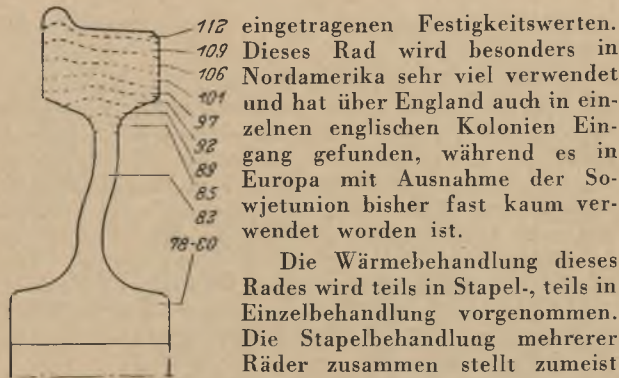 112
109
106
101
97
92
89
85
83
78-80
eingetragenen Festigkeitswerten.
Dieses Rad wird besonders in
Nordamerika sehr viel verwendet
und hat über England auch in ein-
zelnen englischen Kolonien Ein-
gang gefunden, während es in
Europa mit Ausnahme der So-
wjetunion bisher fast kaum ver-
wendet worden ist.
Die Wärmebehandlung dieses
Rades wird teils in Stapel-, teils in
Einzelbehandlung vorgenommen.
Die Stapelbehandlung mehrerer
Räder zusammen stellt zumeist